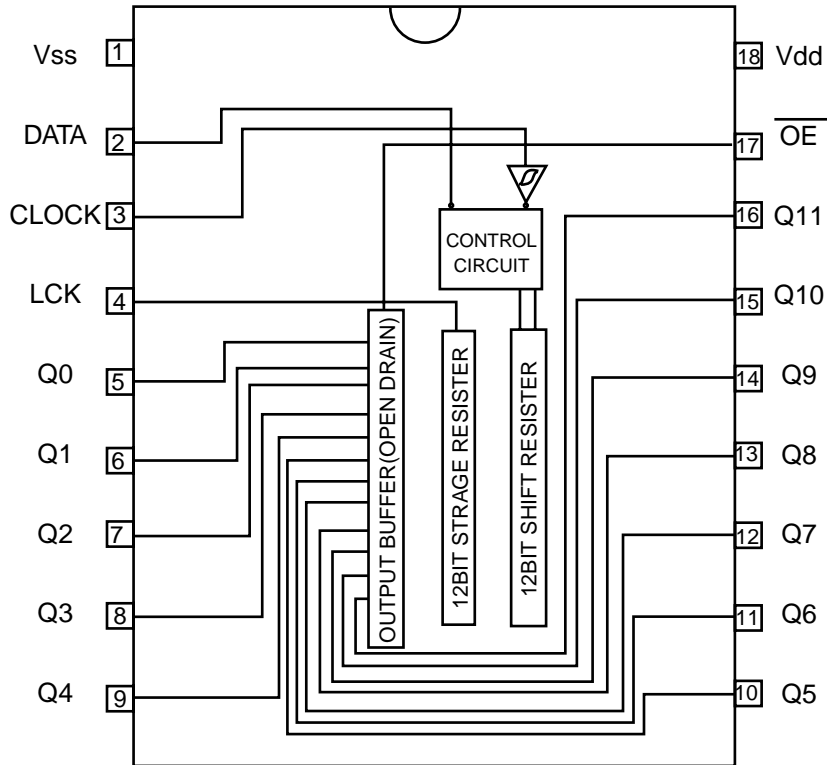 Vss 1
18 Vdd
DATA 2
17 OE
CLOCK 3
16 Q11
CONTROL
CIRCUIT
LCK 4
15 Q10
Q0 5
14 Q9
Q1 6
13 Q8
Q2 7
12 Q7
Q3 8
11 Q6
Q4 9
10 Q5
OUTPUT BUFFER(OPEN DRAIN)
12BIT STRAGE RESISTER
12BIT SHIFT RESISTER